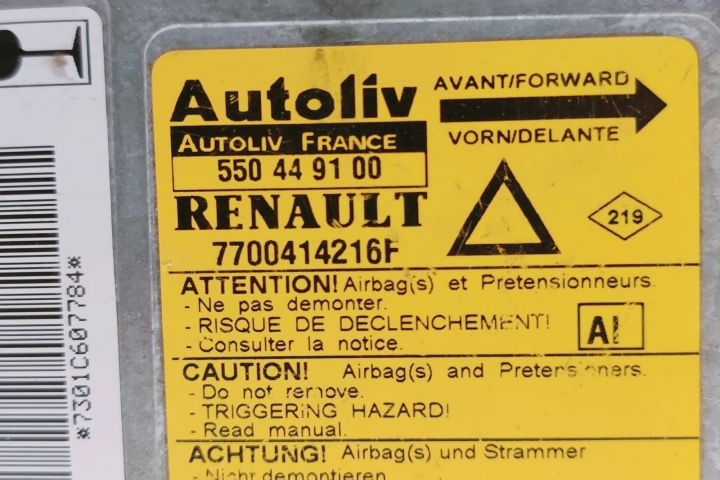 Autoliv
AUTOLIV FRANCE
550 44 91 00
AVANT/FORWARD
VORN/DELANTE
RENAULT
7700414216F
219
ATTENTION! Airbag(s) et Pretensionneurs.
- Ne pas demonter.
- RISQUE DE DECLENCHEMENT!
- Consulter la notice.
AI
CAUTION! Airbag(s) and Pretensioners.
- Do not remove.
- TRIGGERING HAZARD!
- Read manual.
ACHTUNG! Airbag(s) und Strammer
- Nicht demontieren
*7301C607784*